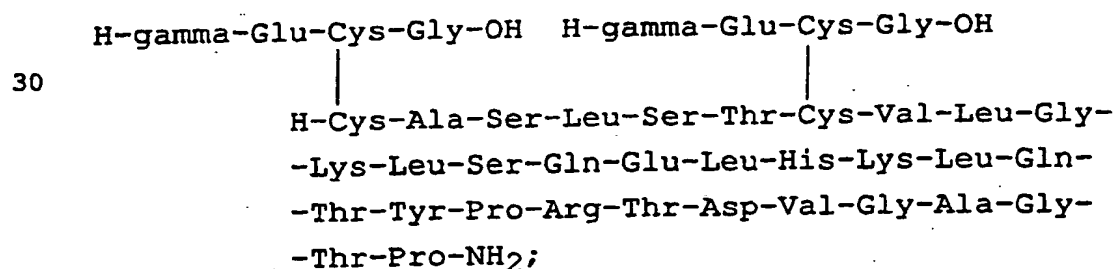 H-gamma-Glu-Cys-Gly-OH H-gamma-Glu-Cys-Gly-OH
30
H-Cys-Ala-Ser-Leu-Ser-Thr-Cys-Val-Leu-Gly-
-Lys-Leu-Ser-Gln-Glu-Leu-His-Lys-Leu-Gln-
-Thr-Tyr-Pro-Arg-Thr-Asp-Val-Gly-Ala-Gly-
-Thr-Pro-NH2;